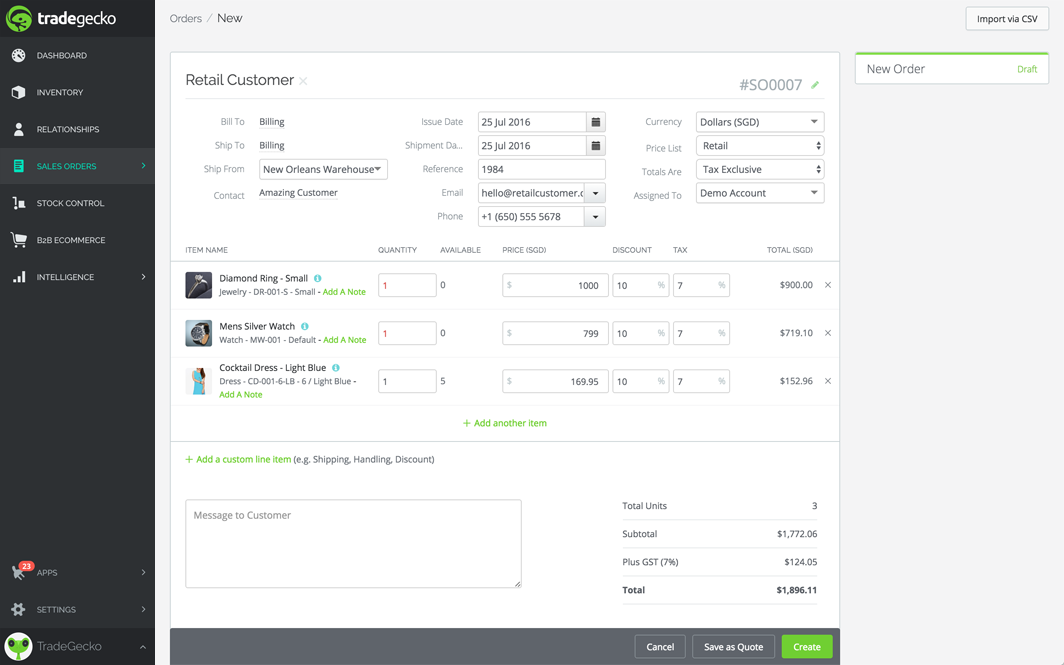 tradegecko
DASHBOARD
INVENTORY
RELATIONSHIPS
SALES ORDERS
STOCK CONTROL
B2B ECOMMERCE
INTELLIGENCE
23
APPS
SETTINGS
TradeGecko
Orders / New
Import via CSV
Retail Customer ×
#SO0007
Bill To Billing
Ship To Billing
Ship From New Orleans Warehouse
Contact Amazing Customer
Issue Date 25 Jul 2016
Shipment Da... 25 Jul 2016
Reference 1984
Email hello@retailcustomer.c
Phone +1 (650) 555 5678
Currency Dollars (SGD)
Price List Retail
Totals Are Tax Exclusive
Assigned To Demo Account
ITEM NAME QUANTITY AVAILABLE PRICE (SGD) DISCOUNT TAX TOTAL (SGD)
Diamond Ring - Small
Jewelry - DR-001-S - Small - Add A Note
1 0 $ 1000 10 % 7 % $900.00 ×
Mens Silver Watch
Watch - MW-001 - Default - Add A Note
1 0 $ 799 10 % 7 % $719.10 ×
Cocktail Dress - Light Blue
Dress - CD-001-6-LB - 6 / Light Blue -
Add A Note
1 5 $ 169.95 10 % 7 % $152.96 ×
+ Add another item
+ Add a custom line item (e.g. Shipping, Handling, Discount)
Message to Customer
Total Units 3
Subtotal $1,772.06
Plus GST (7%) $124.05
Total $1,896.11
Cancel
Save as Quote
Create
New Order Draft